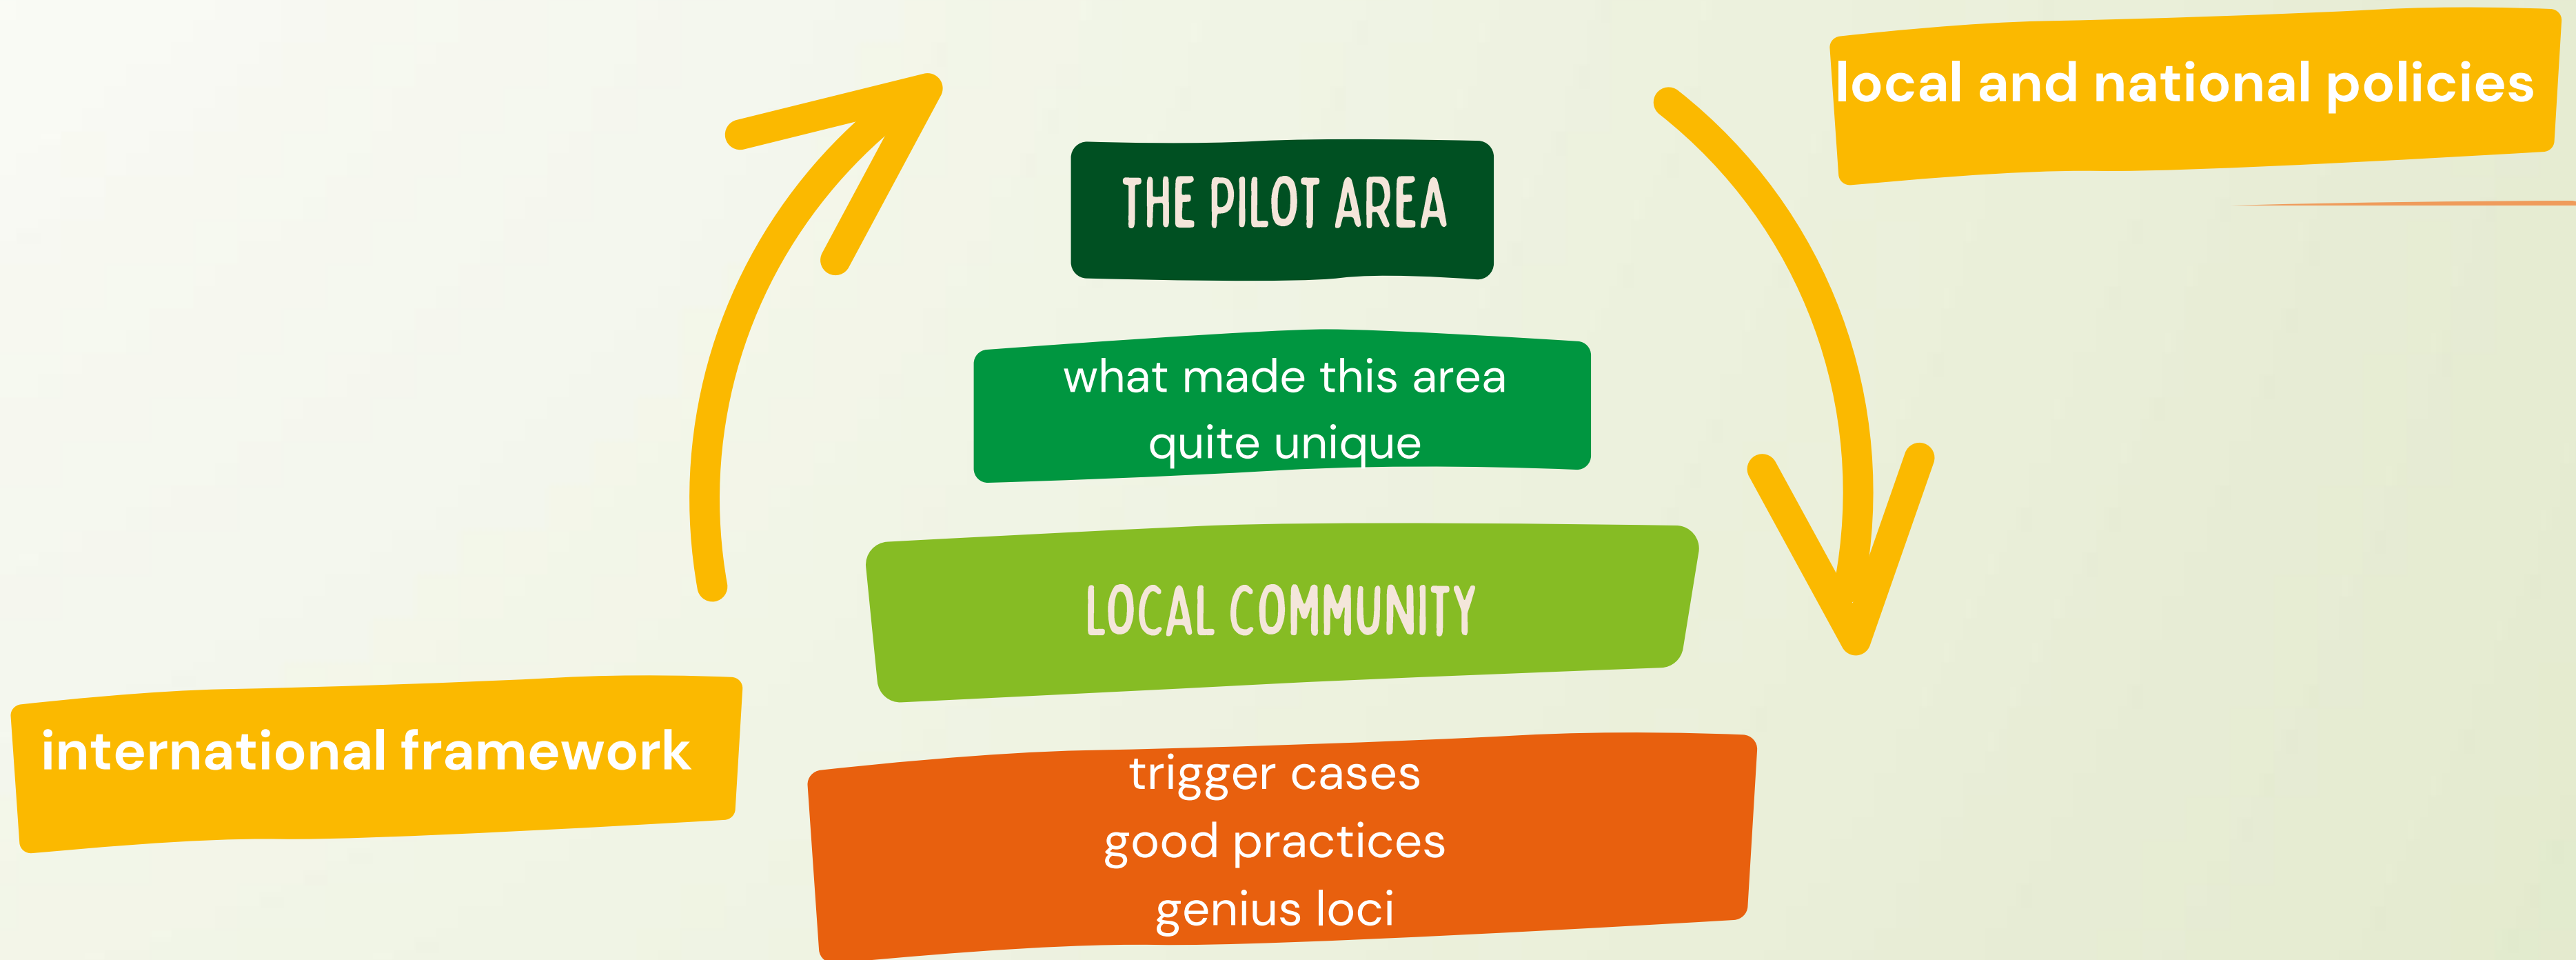 local and national policies
THE PILOT AREA
what made this area
quite unique
LOCAL COMMUNITY
international framework
trigger cases
good practices
genius loci